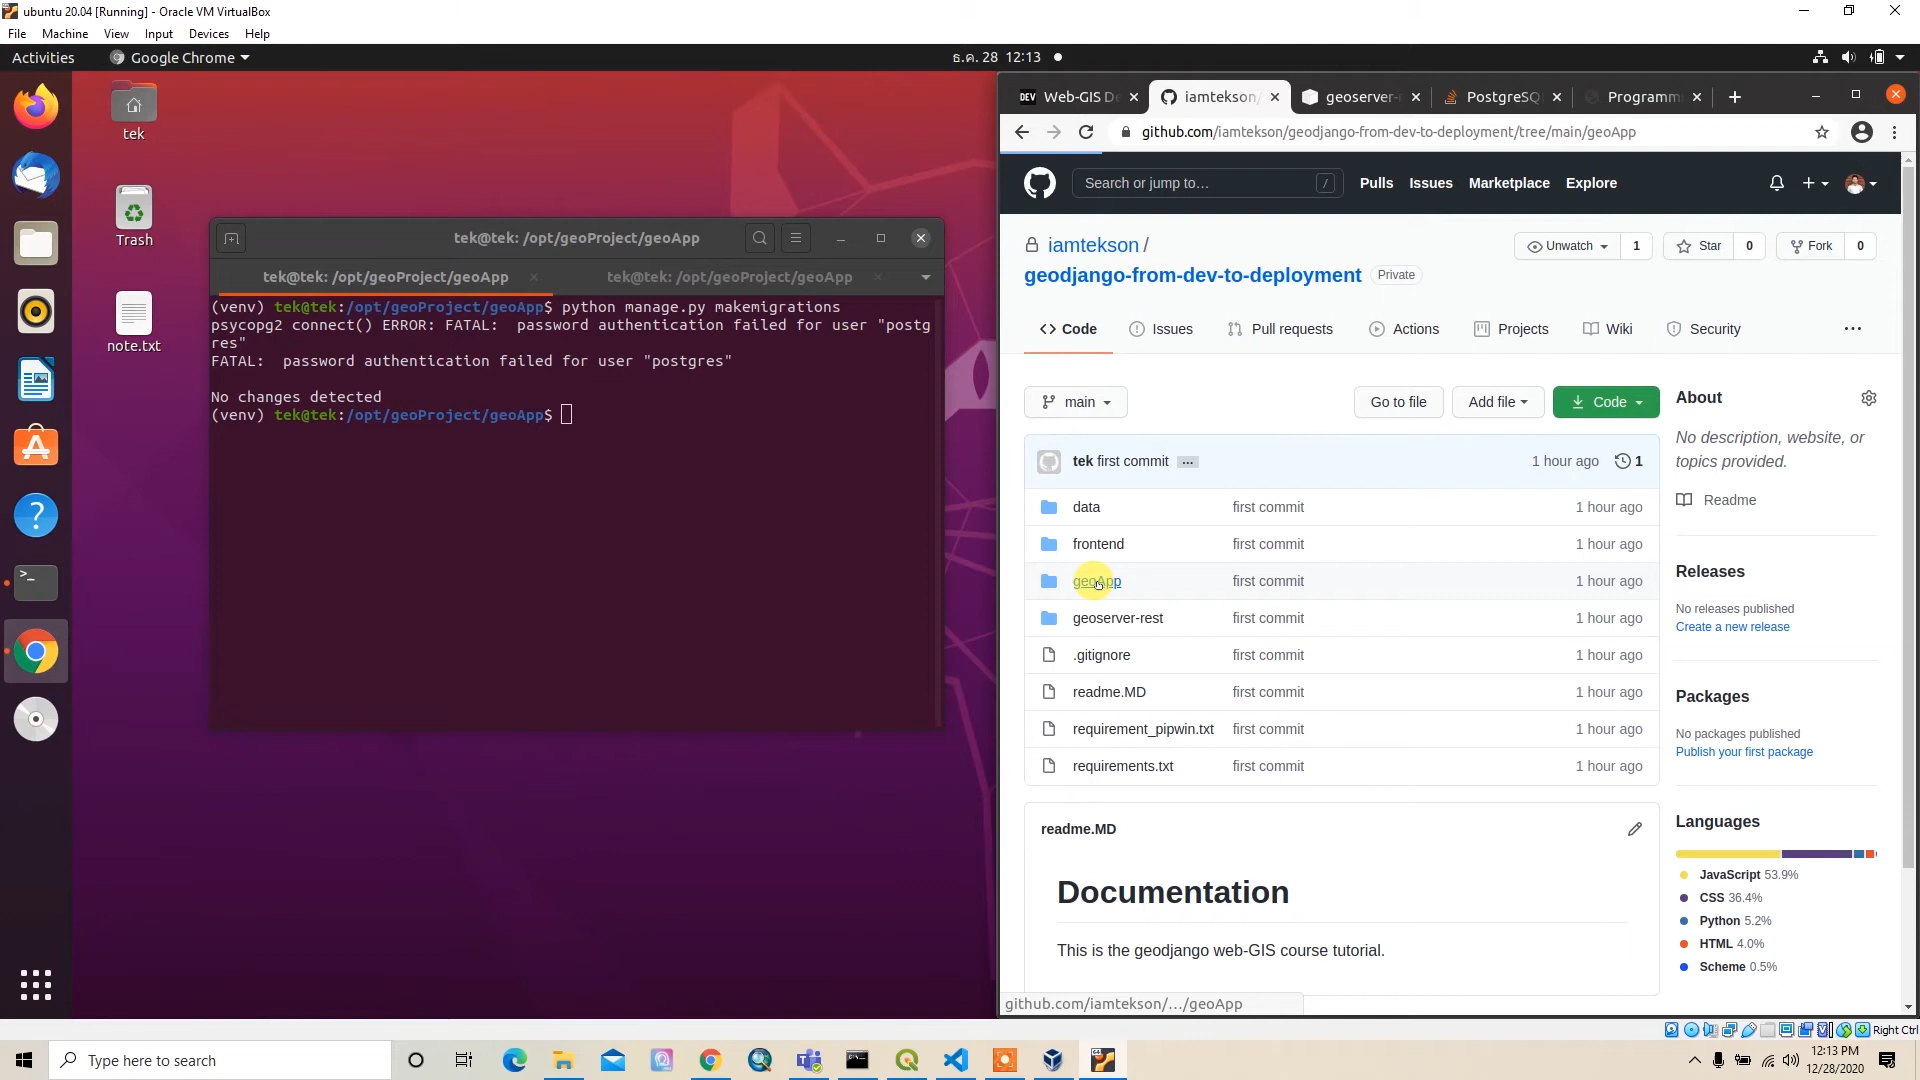 ubuntu 20.04 [Running] - Oracle VM VirtualBox
File Machine View Input Devices Help
Activities Google Chrome ธ.ค. 28 12:13
tek
Trash
note.txt
tek@tek: /opt/geoProject/geoApp
tek@tek: /opt/geoProject/geoApp tek@tek: /opt/geoProject/geoApp
(venv) tek@tek:/opt/geoProject/geoApp$ python manage.py makemigrations
psycopg2 connect() ERROR: FATAL:  password authentication failed for user "postg
res"
FATAL:  password authentication failed for user "postgres"
No changes detected
(venv) tek@tek:/opt/geoProject/geoApp$
DEV Web-GIS De iamtekson/ geoserver-r PostgreSQ Programm
github.com/iamtekson/geodjango-from-dev-to-deployment/tree/main/geoApp
Search or jump to… / Pulls Issues Marketplace Explore
iamtekson /
geodjango-from-dev-to-deployment Private
Unwatch 1 Star 0 Fork 0
Code Issues Pull requests Actions Projects Wiki Security
main Go to file Add file Code
tek first commit ... 1 hour ago 1
data first commit 1 hour ago
frontend first commit 1 hour ago
geoApp first commit 1 hour ago
geoserver-rest first commit 1 hour ago
.gitignore first commit 1 hour ago
readme.MD first commit 1 hour ago
requirement_pipwin.txt first commit 1 hour ago
requirements.txt first commit 1 hour ago
readme.MD
Documentation
This is the geodjango web-GIS course tutorial.
About
No description, website, or
topics provided.
Readme
Releases
No releases published
Create a new release
Packages
No packages published
Publish your first package
Languages
JavaScript 53.9%
CSS 36.4%
Python 5.2%
HTML 4.0%
Scheme 0.5%
github.com/iamtekson/…/geoApp
Right Ctrl
Type here to search
12:13 PM
12/28/2020